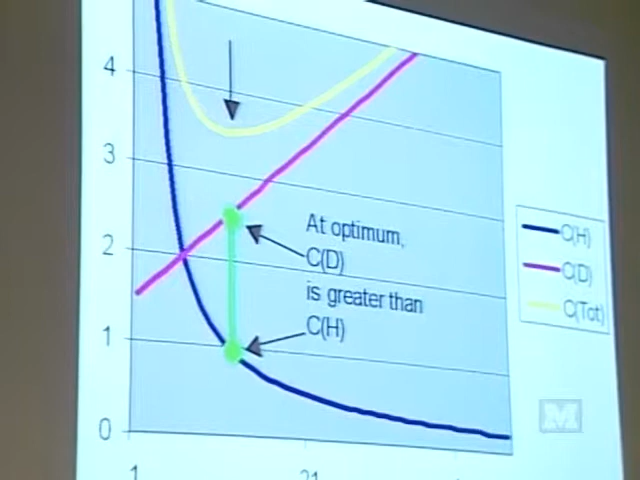 4
3
2
1
0
1
21
At optimum,
C(D)
is greater than
C(H)
C(H)
C(D)
C(Tot)
M